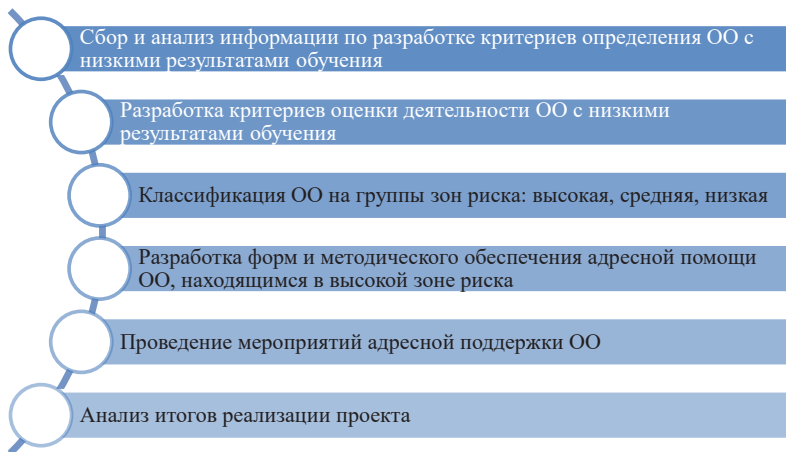 Сбор и анализ информации по разработке критериев определения ОО с
низкими результатами обучения
Разработка критериев оценки деятельности ОО с низкими
результатами обучения
Классификация ОО на группы зон риска: высокая, средняя, низкая
Разработка форм и методического обеспечения адресной помощи
ОО, находящимся в высокой зоне риска
Проведение мероприятий адресной поддержки ОО
Анализ итогов реализации проекта